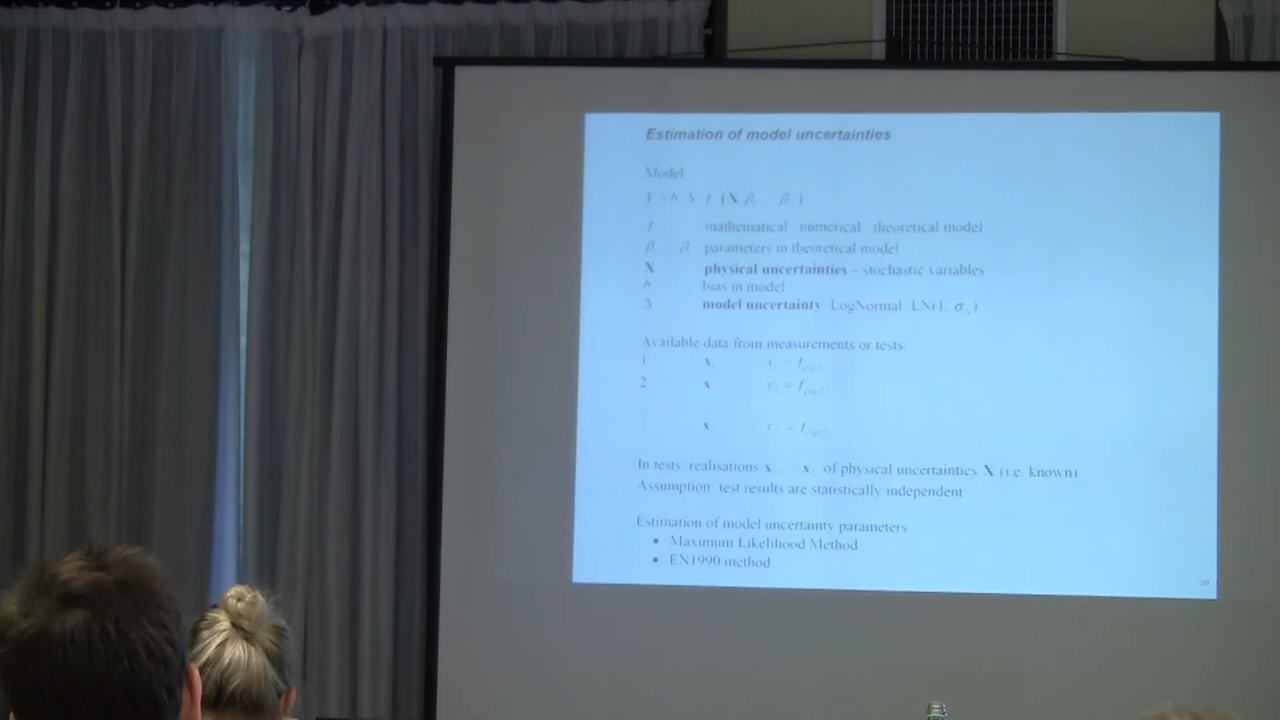 Estimation of model uncertainties
Model
f mathematical numerical theoretical model
β β parameters in theoretical model
X physical uncertainties – stochastic variables
b bias in model
Δ model uncertainty LogNormal LN(1, σ
Available data from measurements or tests:
1
2
In tests: realisations x ... x of physical uncertainties X (i.e. known)
Assumption: test results are statistically independent
Estimation of model uncertainty parameters
• Maximum Likelihood Method
• EN1990 method